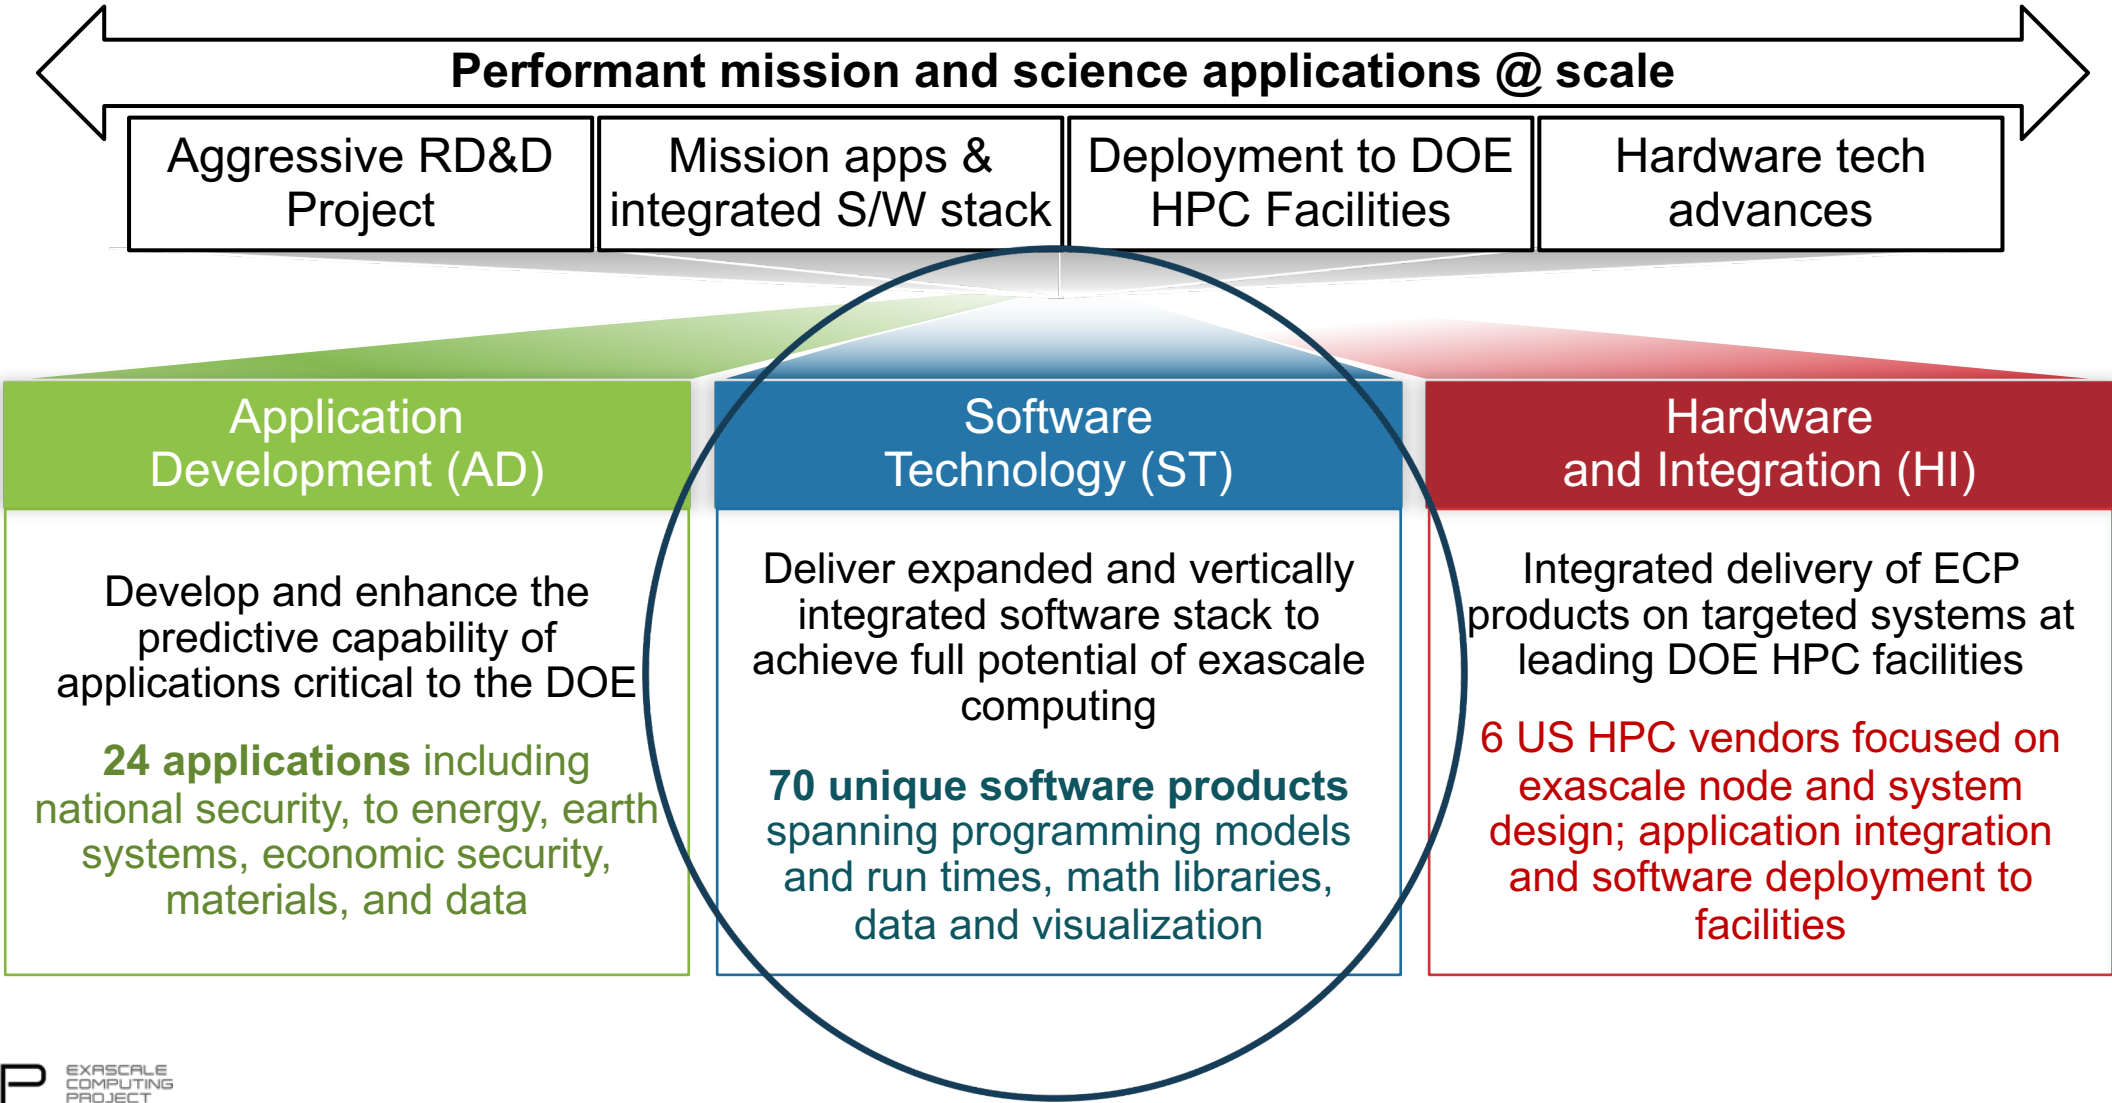 Performant mission and science applications @ scale
Aggressive RD&D
Project
Mission apps &
integrated S/W stack
Deployment to DOE
HPC Facilities
Hardware tech
advances
Application
Development (AD)
Develop and enhance the
predictive capability of
applications critical to the DOE
24 applications including
national security, to energy, earth
systems, economic security,
materials, and data
Software
Technology (ST)
Deliver expanded and vertically
integrated software stack to
achieve full potential of exascale
computing
70 unique software products
spanning programming models
and run times, math libraries,
data and visualization
Hardware
and Integration (HI)
Integrated delivery of ECP
products on targeted systems at
leading DOE HPC facilities
6 US HPC vendors focused on
exascale node and system
design; application integration
and software deployment to
facilities
P
EXASCALE
COMPUTING
PROJECT